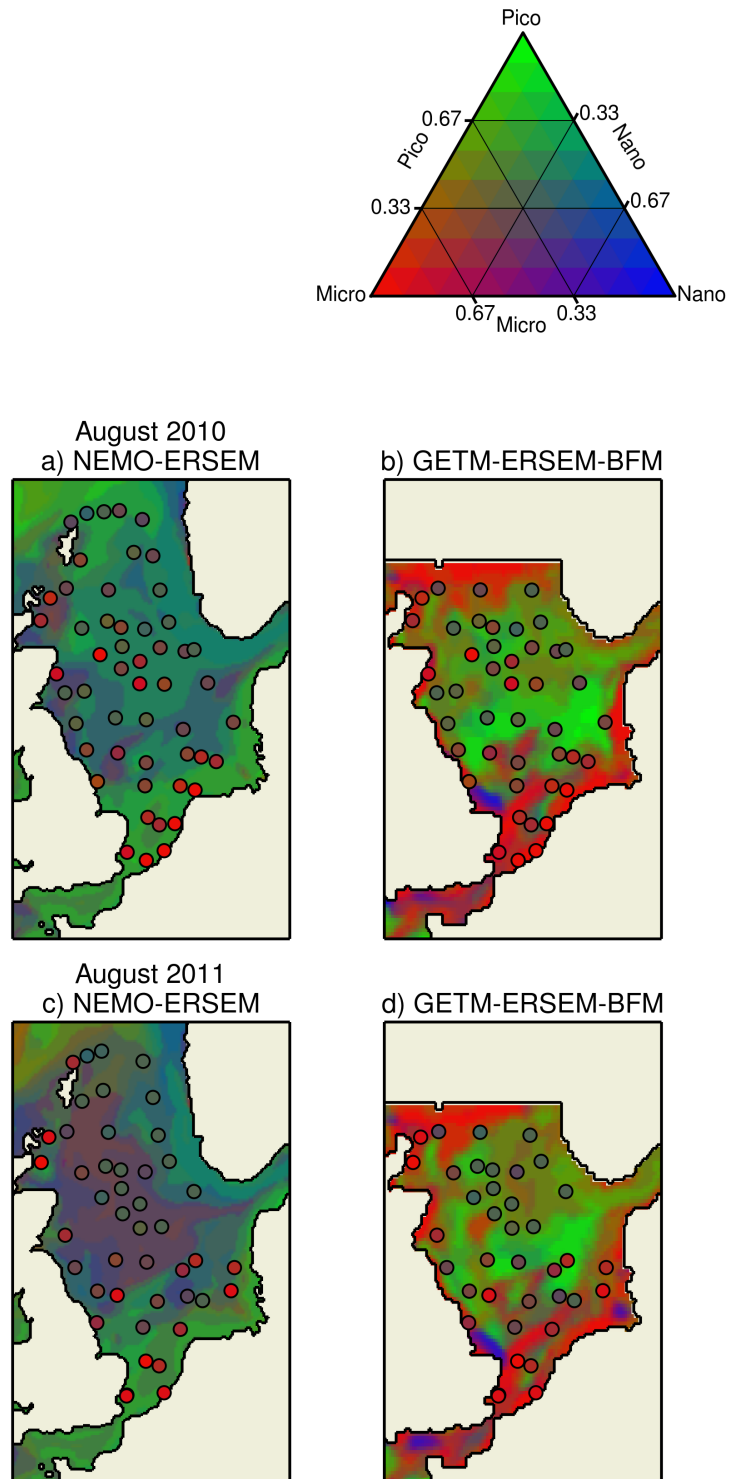 Pico
0.67
0.33
Pico
Nano
0.33
0.67
Micro
Nano
0.67
0.33
Micro
August 2010
a) NEMO-ERSEM
b) GETM-ERSEM-BFM
August 2011
c) NEMO-ERSEM
d) GETM-ERSEM-BFM